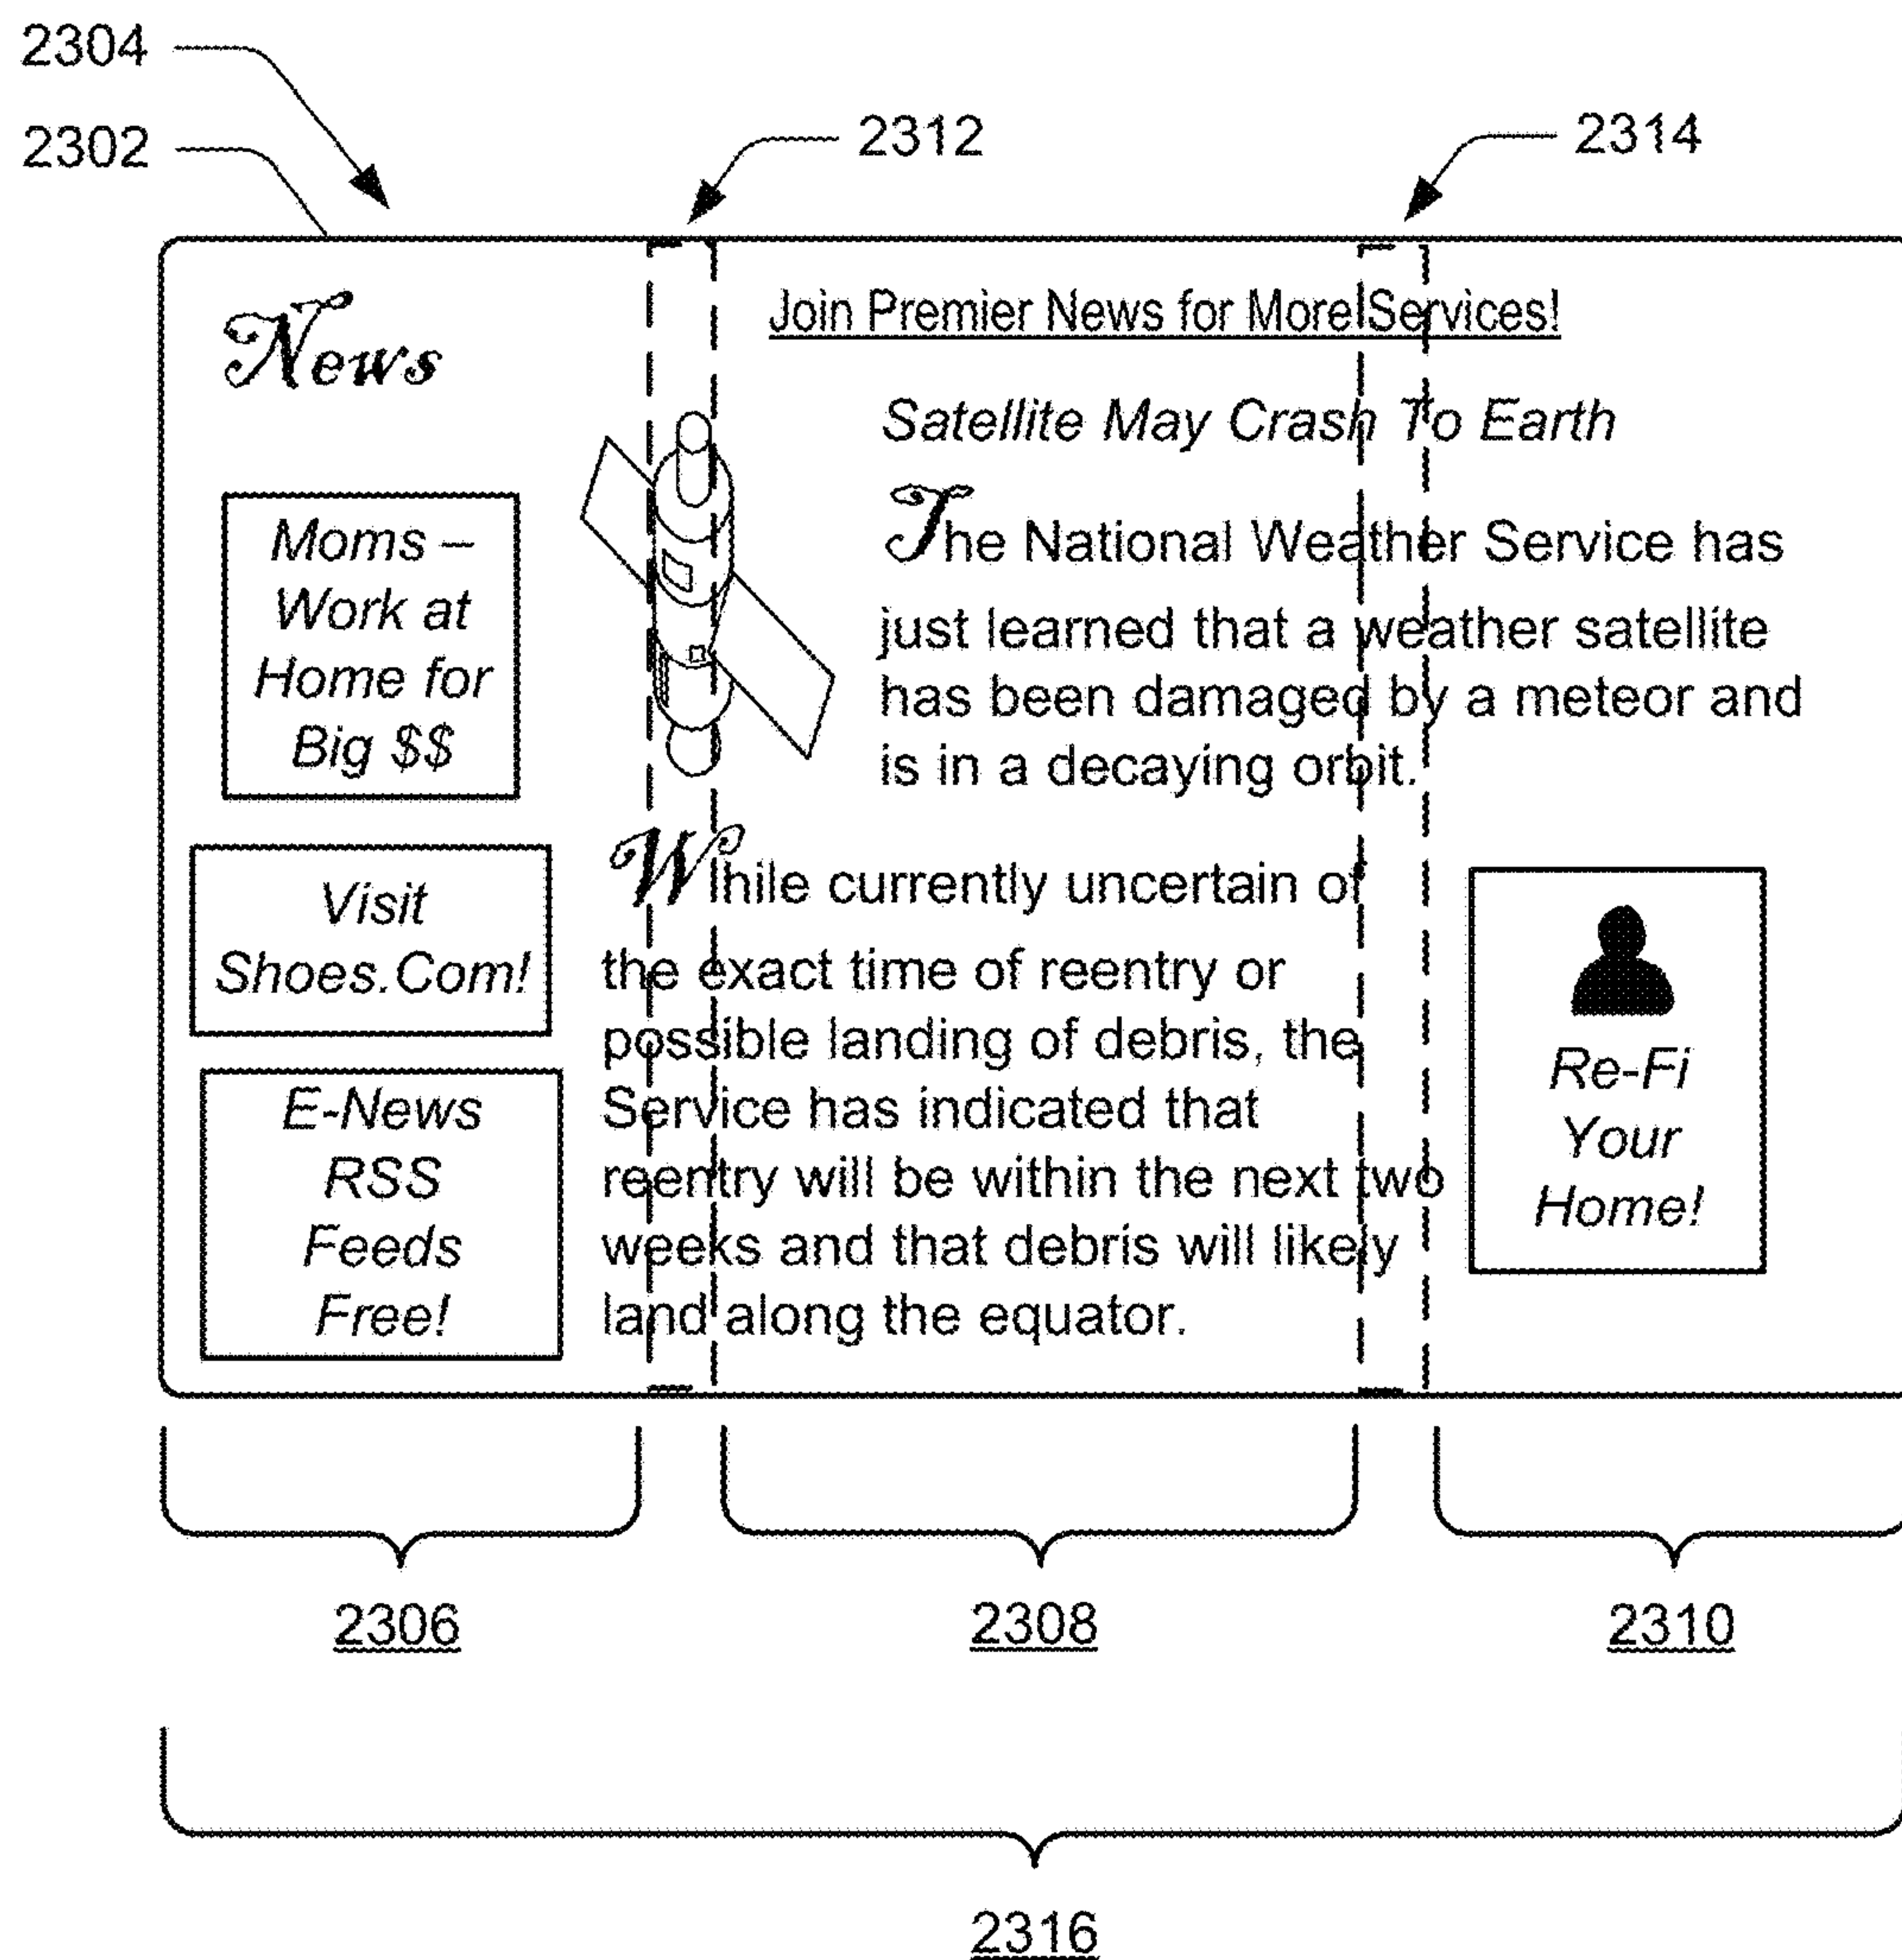 2304
2302
2312
2314
News
Join Premier News for More Services!
Satellite May Crash To Earth
The National Weather Service has
just learned that a weather satellite
has been damaged by a meteor and
is in a decaying orbit.
Moms –
Work at
Home for
Big $$
Visit
Shoes.Com!
E-News
RSS
Feeds
Free!
While currently uncertain of
the exact time of reentry or
possible landing of debris, the
Service has indicated that
reentry will be within the next two
weeks and that debris will likely
land along the equator.
Re-Fi
Your
Home!
2306
2308
2310
2316